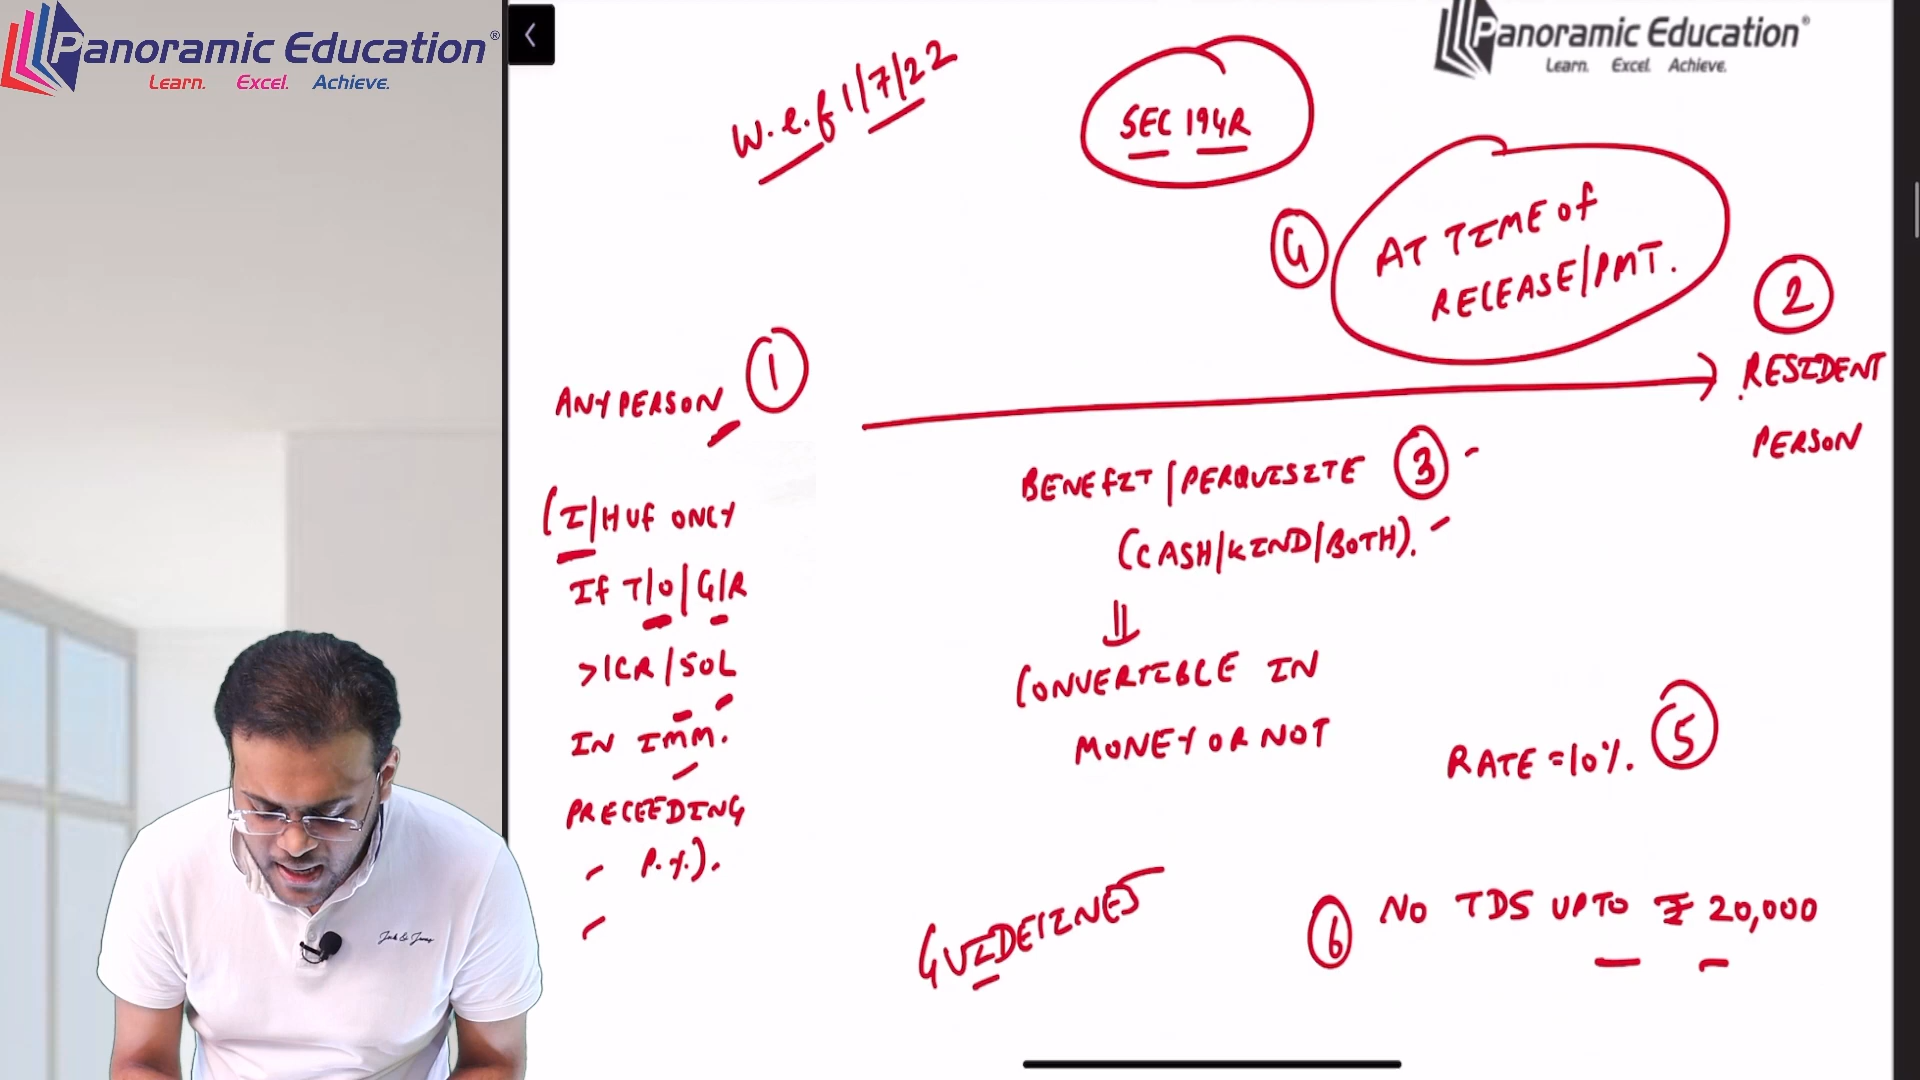 Panoramic Education®
Learn. Excel. Achieve.
Panoramic Education®
Learn. Excel. Achieve.
W.e.f 1/7/22
SEC 194R
4
AT TIME OF
RELEASE/PMT.
2
RESIDENT
PERSON
ANY PERSON 1
(I/HUF ONLY
If T/O/G/R
>1CR/50L
IN IMM.
PRECEEDING
P.Y.).
BENEFIT/PERQUISITE 3
(CASH/KIND/BOTH).
CONVERTIBLE IN
MONEY OR NOT
RATE = 10%. 5
GUIDELINES
6 NO TDS UPTO ₹ 20,000
Jack & Jones